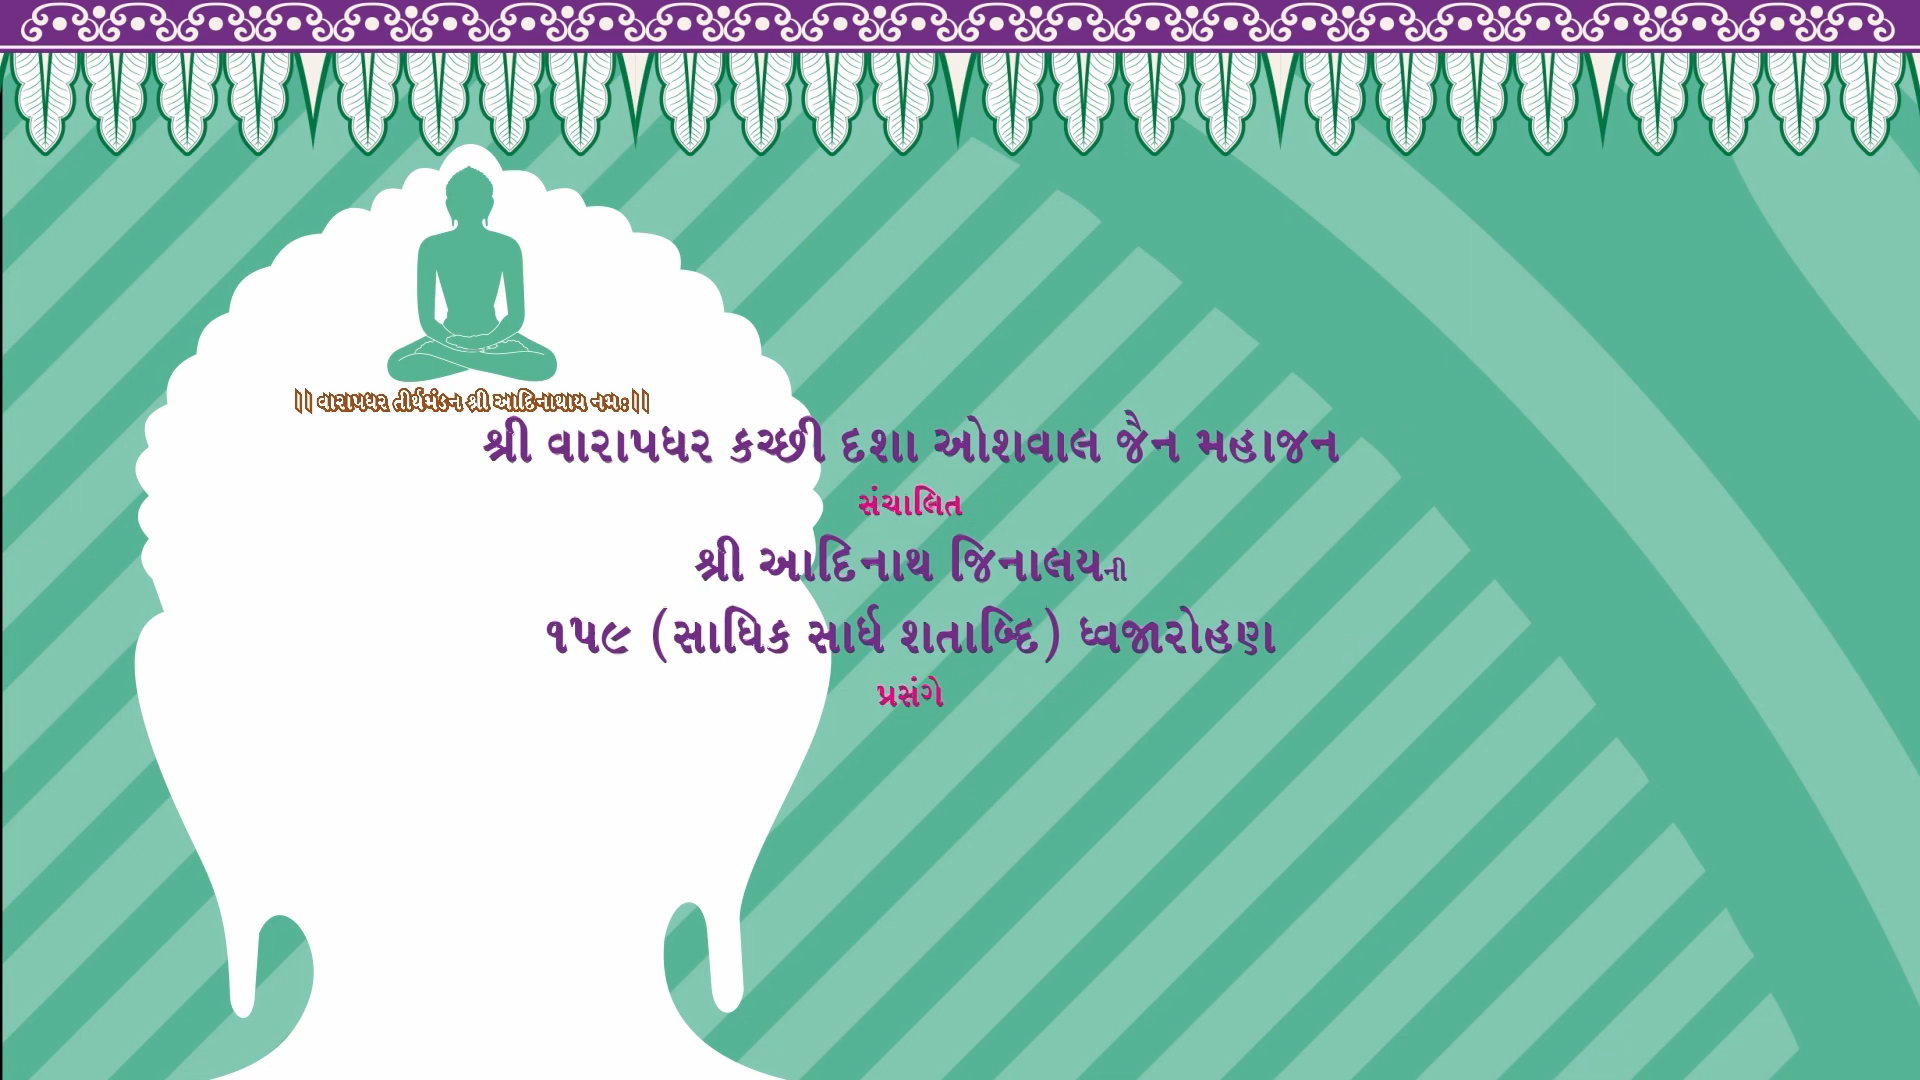 || વારાપધર તીર્થમંડન શ્રી આદિનાથાય નમઃ ||
શ્રી વારાપધર કચ્છી દશા ઓશવાલ જૈન મહાજન
સંચાલિત
શ્રી આદિનાથ જિનાલયની
૧૫૯ (સાધિક સાર્ધ શતાબ્દિ) ધ્વજારોહણ
પ્રસંગે